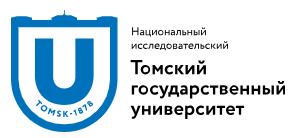 U
TOMSK-1878
Национальный
исследовательский
Томский
государственный
университет